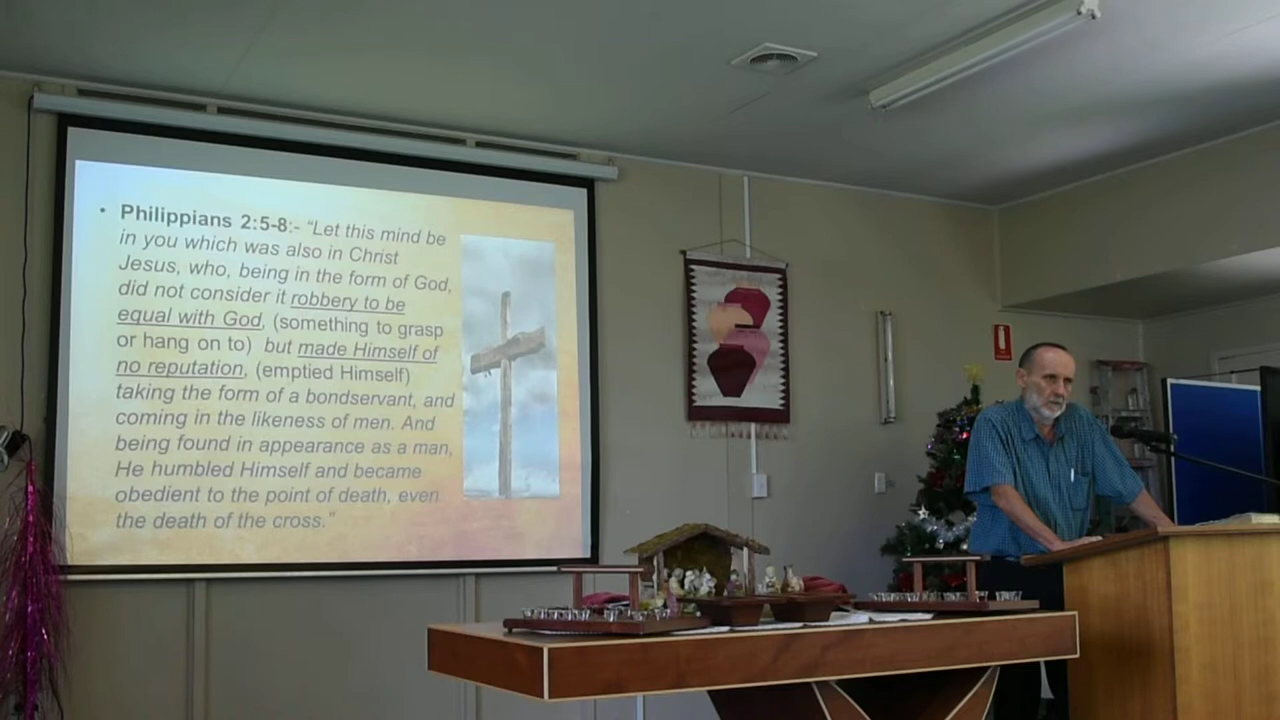 • Philippians 2:5-8:- “Let this mind be
in you which was also in Christ
Jesus, who, being in the form of God,
did not consider it robbery to be
equal with God, (something to grasp
or hang on to) but made Himself of
no reputation, (emptied Himself)
taking the form of a bondservant, and
coming in the likeness of men. And
being found in appearance as a man,
He humbled Himself and became
obedient to the point of death, even
the death of the cross.”